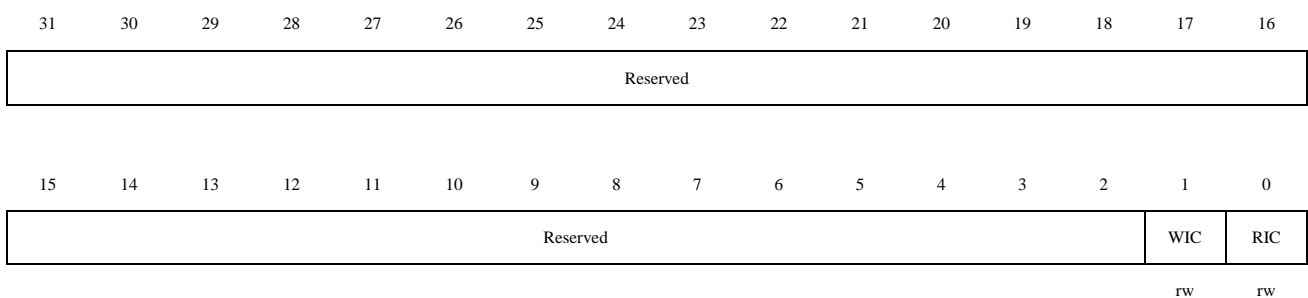 31 30 29 28 27 26 25 24 23 22 21 20 19 18 17 16
Reserved
15 14 13 12 11 10 9 8 7 6 5 4 3 2 1 0
Reserved WIC RIC
rw rw